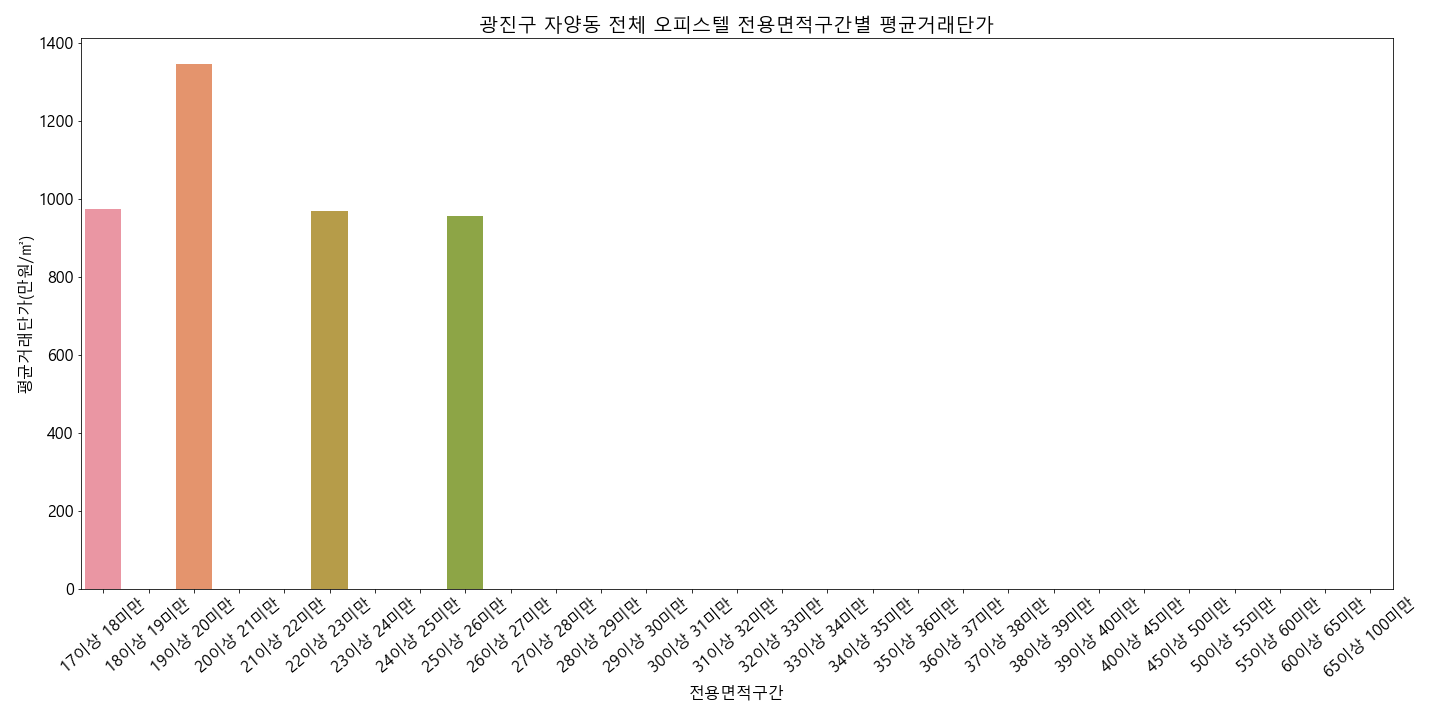 광진구 자양동 전체 오피스텔 전용면적구간별 평균거래단가
평균거래단가(만원/㎡)
1400
1200
1000
800
600
400
200
0
17이상 18미만
18이상 19미만
19이상 20미만
20이상 21미만
21이상 22미만
22이상 23미만
23이상 24미만
24이상 25미만
25이상 26미만
26이상 27미만
27이상 28미만
28이상 29미만
29이상 30미만
30이상 31미만
31이상 32미만
32이상 33미만
33이상 34미만
34이상 35미만
35이상 36미만
36이상 37미만
37이상 38미만
38이상 39미만
39이상 40미만
40이상 45미만
45이상 50미만
50이상 55미만
55이상 60미만
60이상 65미만
65이상 100미만
전용면적구간